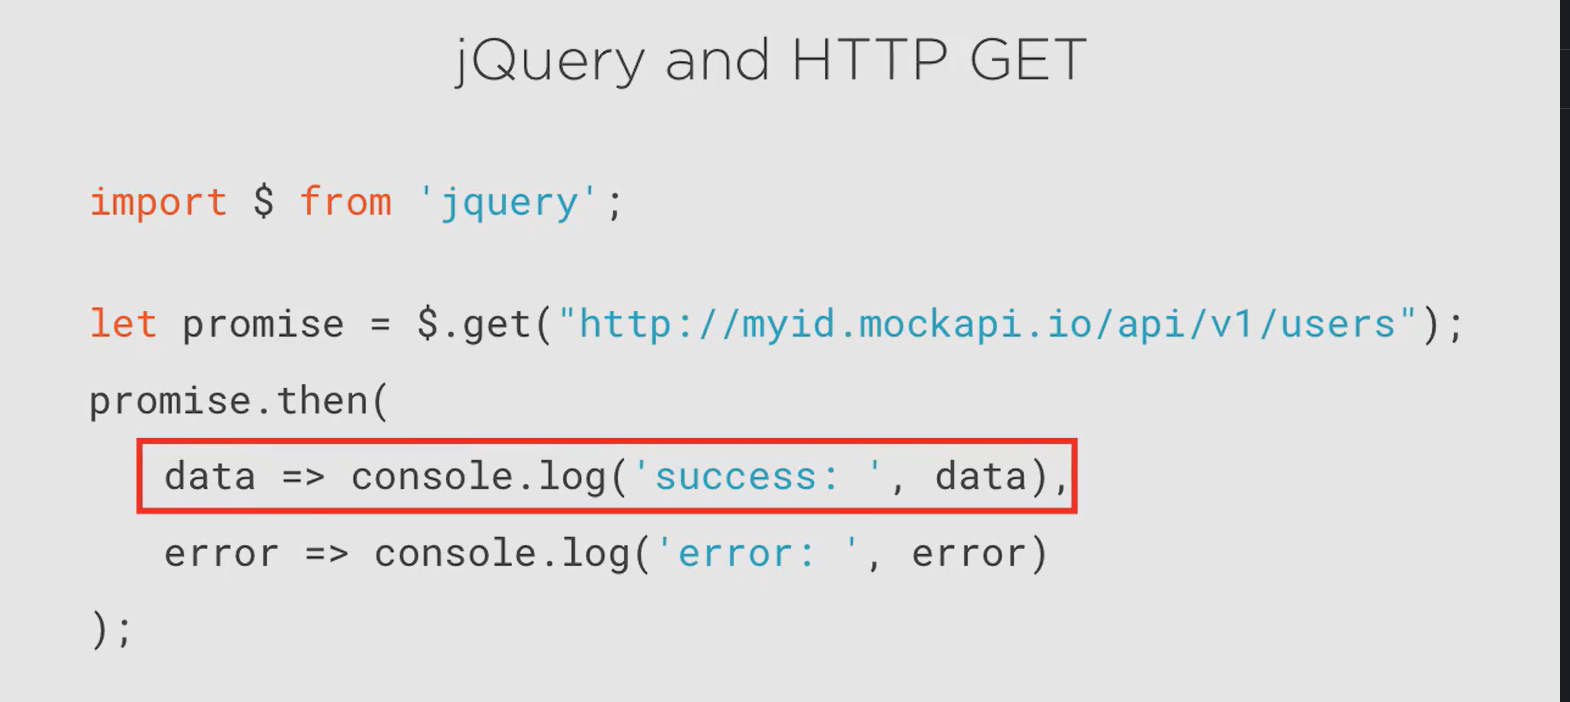 jQuery and HTTP GET
import $ from 'jquery';
let promise = $.get("http://myid.mockapi.io/api/v1/users");
promise.then(
data => console.log('success: ', data),
error => console.log('error: ', error)
);